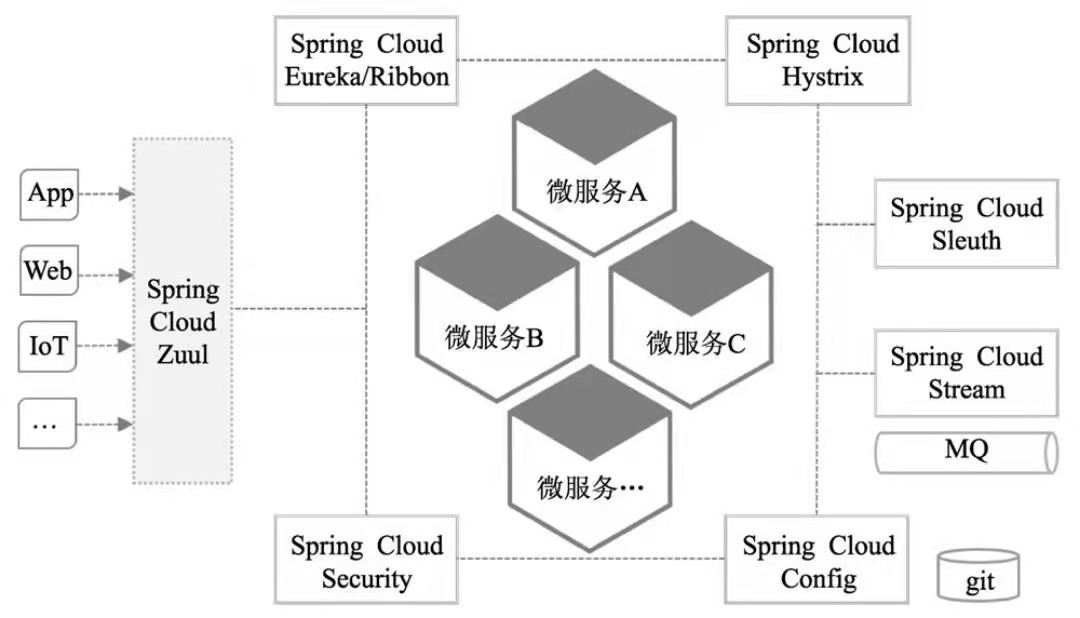 Spring Cloud
Eureka/Ribbon
Spring Cloud
Hystrix
App
Web
IoT
…
Spring
Cloud
Zuul
微服务A
微服务B
微服务C
微服务…
Spring Cloud
Sleuth
Spring Cloud
Stream
MQ
Spring Cloud
Security
Spring Cloud
Config
git